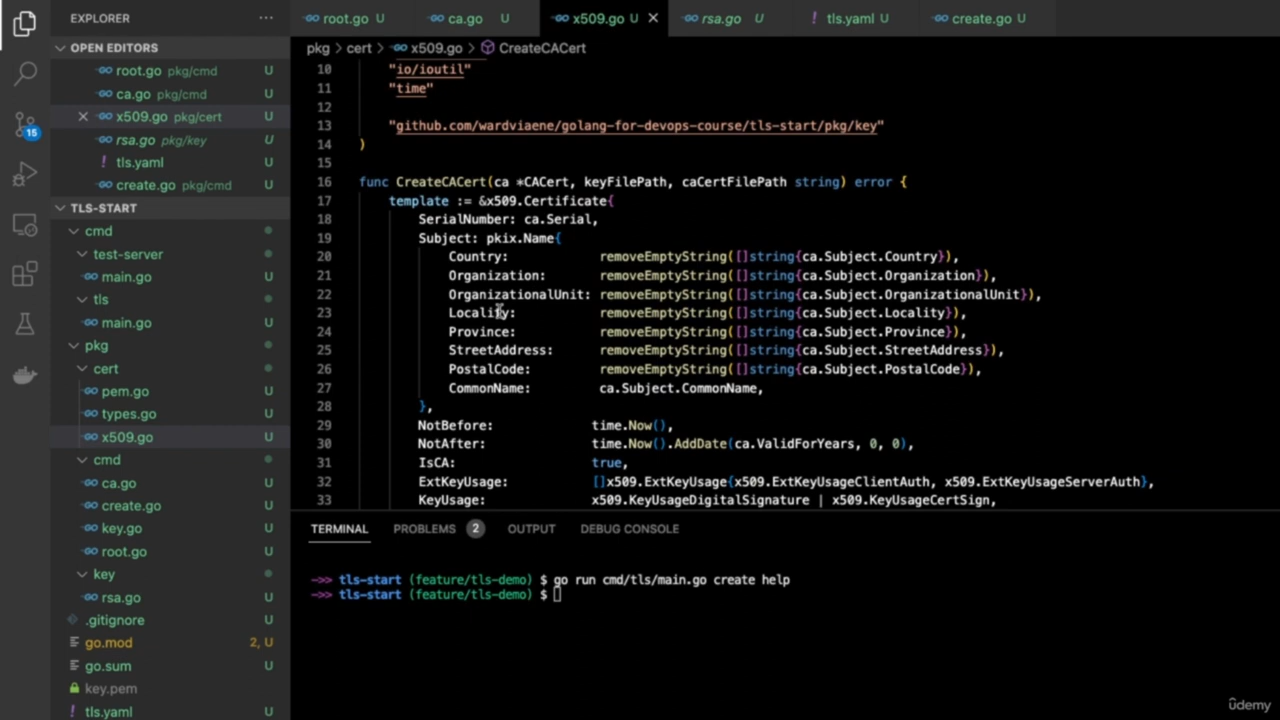 EXPLORER
OPEN EDITORS
root.go pkg/cmd U
ca.go pkg/cmd U
x509.go pkg/cert U
rsa.go pkg/key U
! tls.yaml U
create.go pkg/cmd U
TLS-START
cmd
test-server
main.go U
tls
main.go U
pkg
cert
pem.go U
types.go U
x509.go U
cmd
ca.go U
create.go U
key.go U
root.go U
key
rsa.go U
.gitignore U
go.mod 2, U
go.sum U
key.pem
tls.yaml U
15
root.go U ca.go U x509.go U rsa.go U ! tls.yaml U create.go U
pkg > cert > x509.go > CreateCACert
10 "io/ioutil"
11 "time"
12
13 "github.com/wardviaene/golang-for-devops-course/tls-start/pkg/key"
14 )
15
16 func CreateCACert(ca *CACert, keyFilePath, caCertFilePath string) error {
17 template := &x509.Certificate{
18 SerialNumber: ca.Serial,
19 Subject: pkix.Name{
20 Country: removeEmptyString([]string{ca.Subject.Country}),
21 Organization: removeEmptyString([]string{ca.Subject.Organization}),
22 OrganizationalUnit: removeEmptyString([]string{ca.Subject.OrganizationalUnit}),
23 Locality: removeEmptyString([]string{ca.Subject.Locality}),
24 Province: removeEmptyString([]string{ca.Subject.Province}),
25 StreetAddress: removeEmptyString([]string{ca.Subject.StreetAddress}),
26 PostalCode: removeEmptyString([]string{ca.Subject.PostalCode}),
27 CommonName: ca.Subject.CommonName,
28 },
29 NotBefore: time.Now(),
30 NotAfter: time.Now().AddDate(ca.ValidForYears, 0, 0),
31 IsCA: true,
32 ExtKeyUsage: []x509.ExtKeyUsage{x509.ExtKeyUsageClientAuth, x509.ExtKeyUsageServerAuth},
33 KeyUsage: x509.KeyUsageDigitalSignature | x509.KeyUsageCertSign,
TERMINAL PROBLEMS 2 OUTPUT DEBUG CONSOLE
->> tls-start (feature/tls-demo) $ go run cmd/tls/main.go create help
->> tls-start (feature/tls-demo) $
udemy